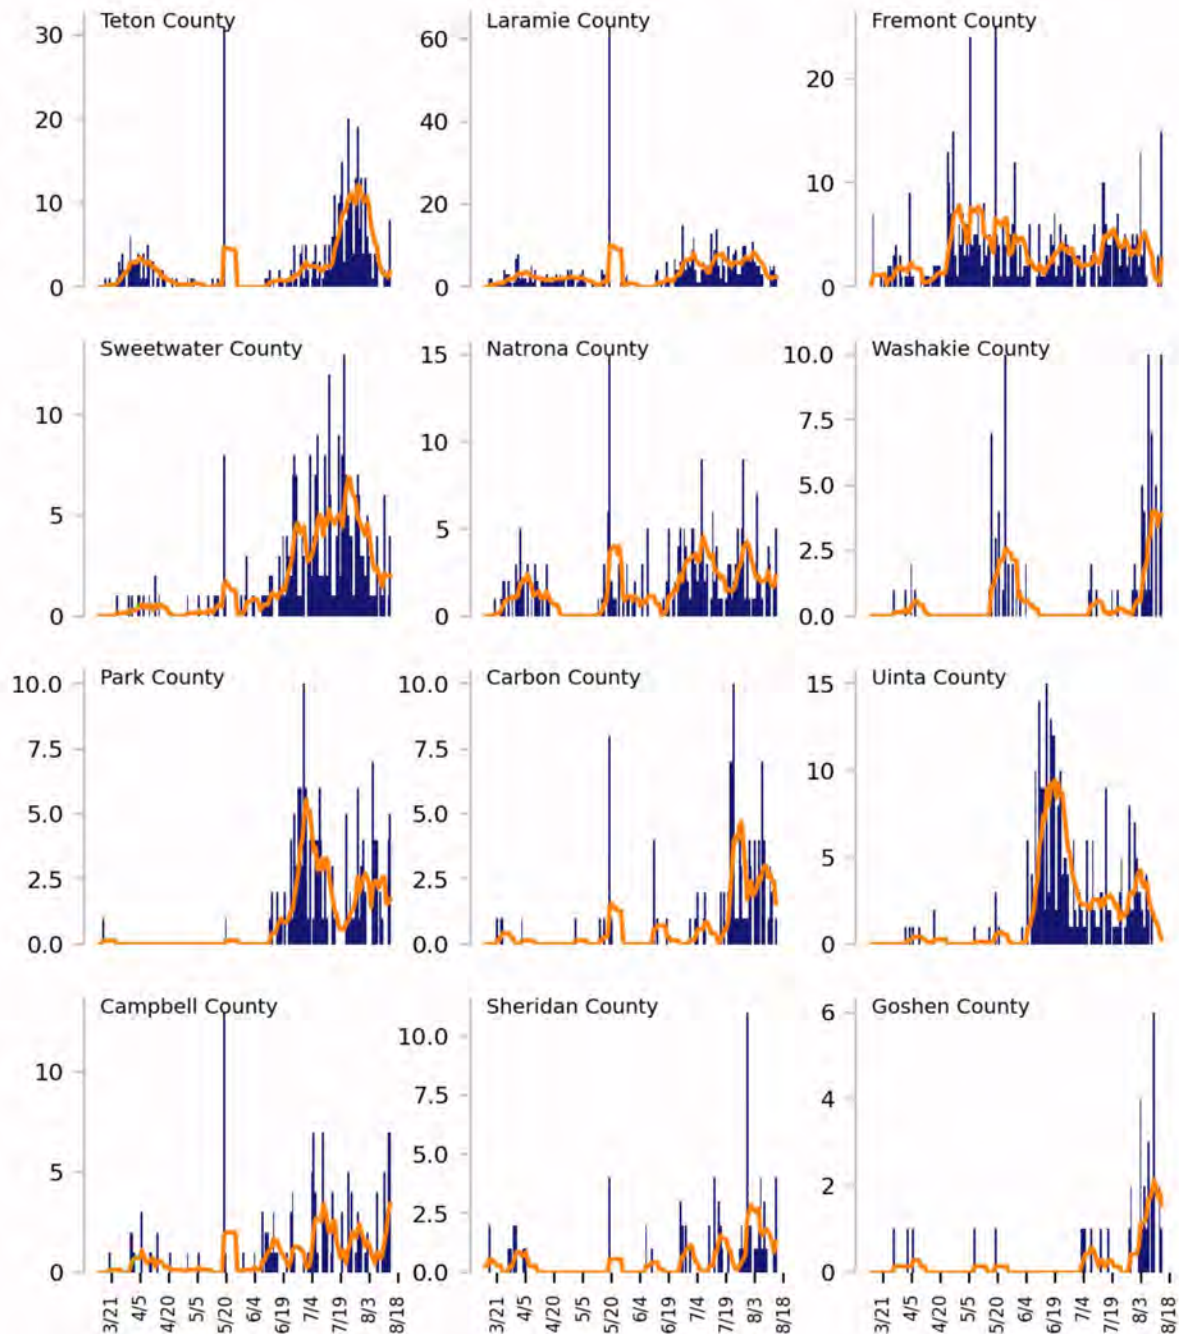 Teton County Laramie County Fremont County
30 60
20
20 40
10
10 20
0 0 0
Sweetwater County Natrona County Washakie County
15 10.0
10 10 7.5
5.0
5 5 2.5
0 0 0.0
Park County Carbon County Uinta County
10.0 10.0 15
7.5 7.5 10
5.0 5.0
2.5 2.5 5
0.0 0.0 0
Campbell County Sheridan County Goshen County
10.0 6
10 7.5 4
5 5.0
2.5 2
0 0.0 0
3/21 4/5 4/20 5/5 5/20 6/4 6/19 7/4 7/19 8/3 8/18 3/21 4/5 4/20 5/5 5/20 6/4 6/19 7/4 7/19 8/3 8/18 3/21 4/5 4/20 5/5 5/20 6/4 6/19 7/4 7/19 8/3 8/18